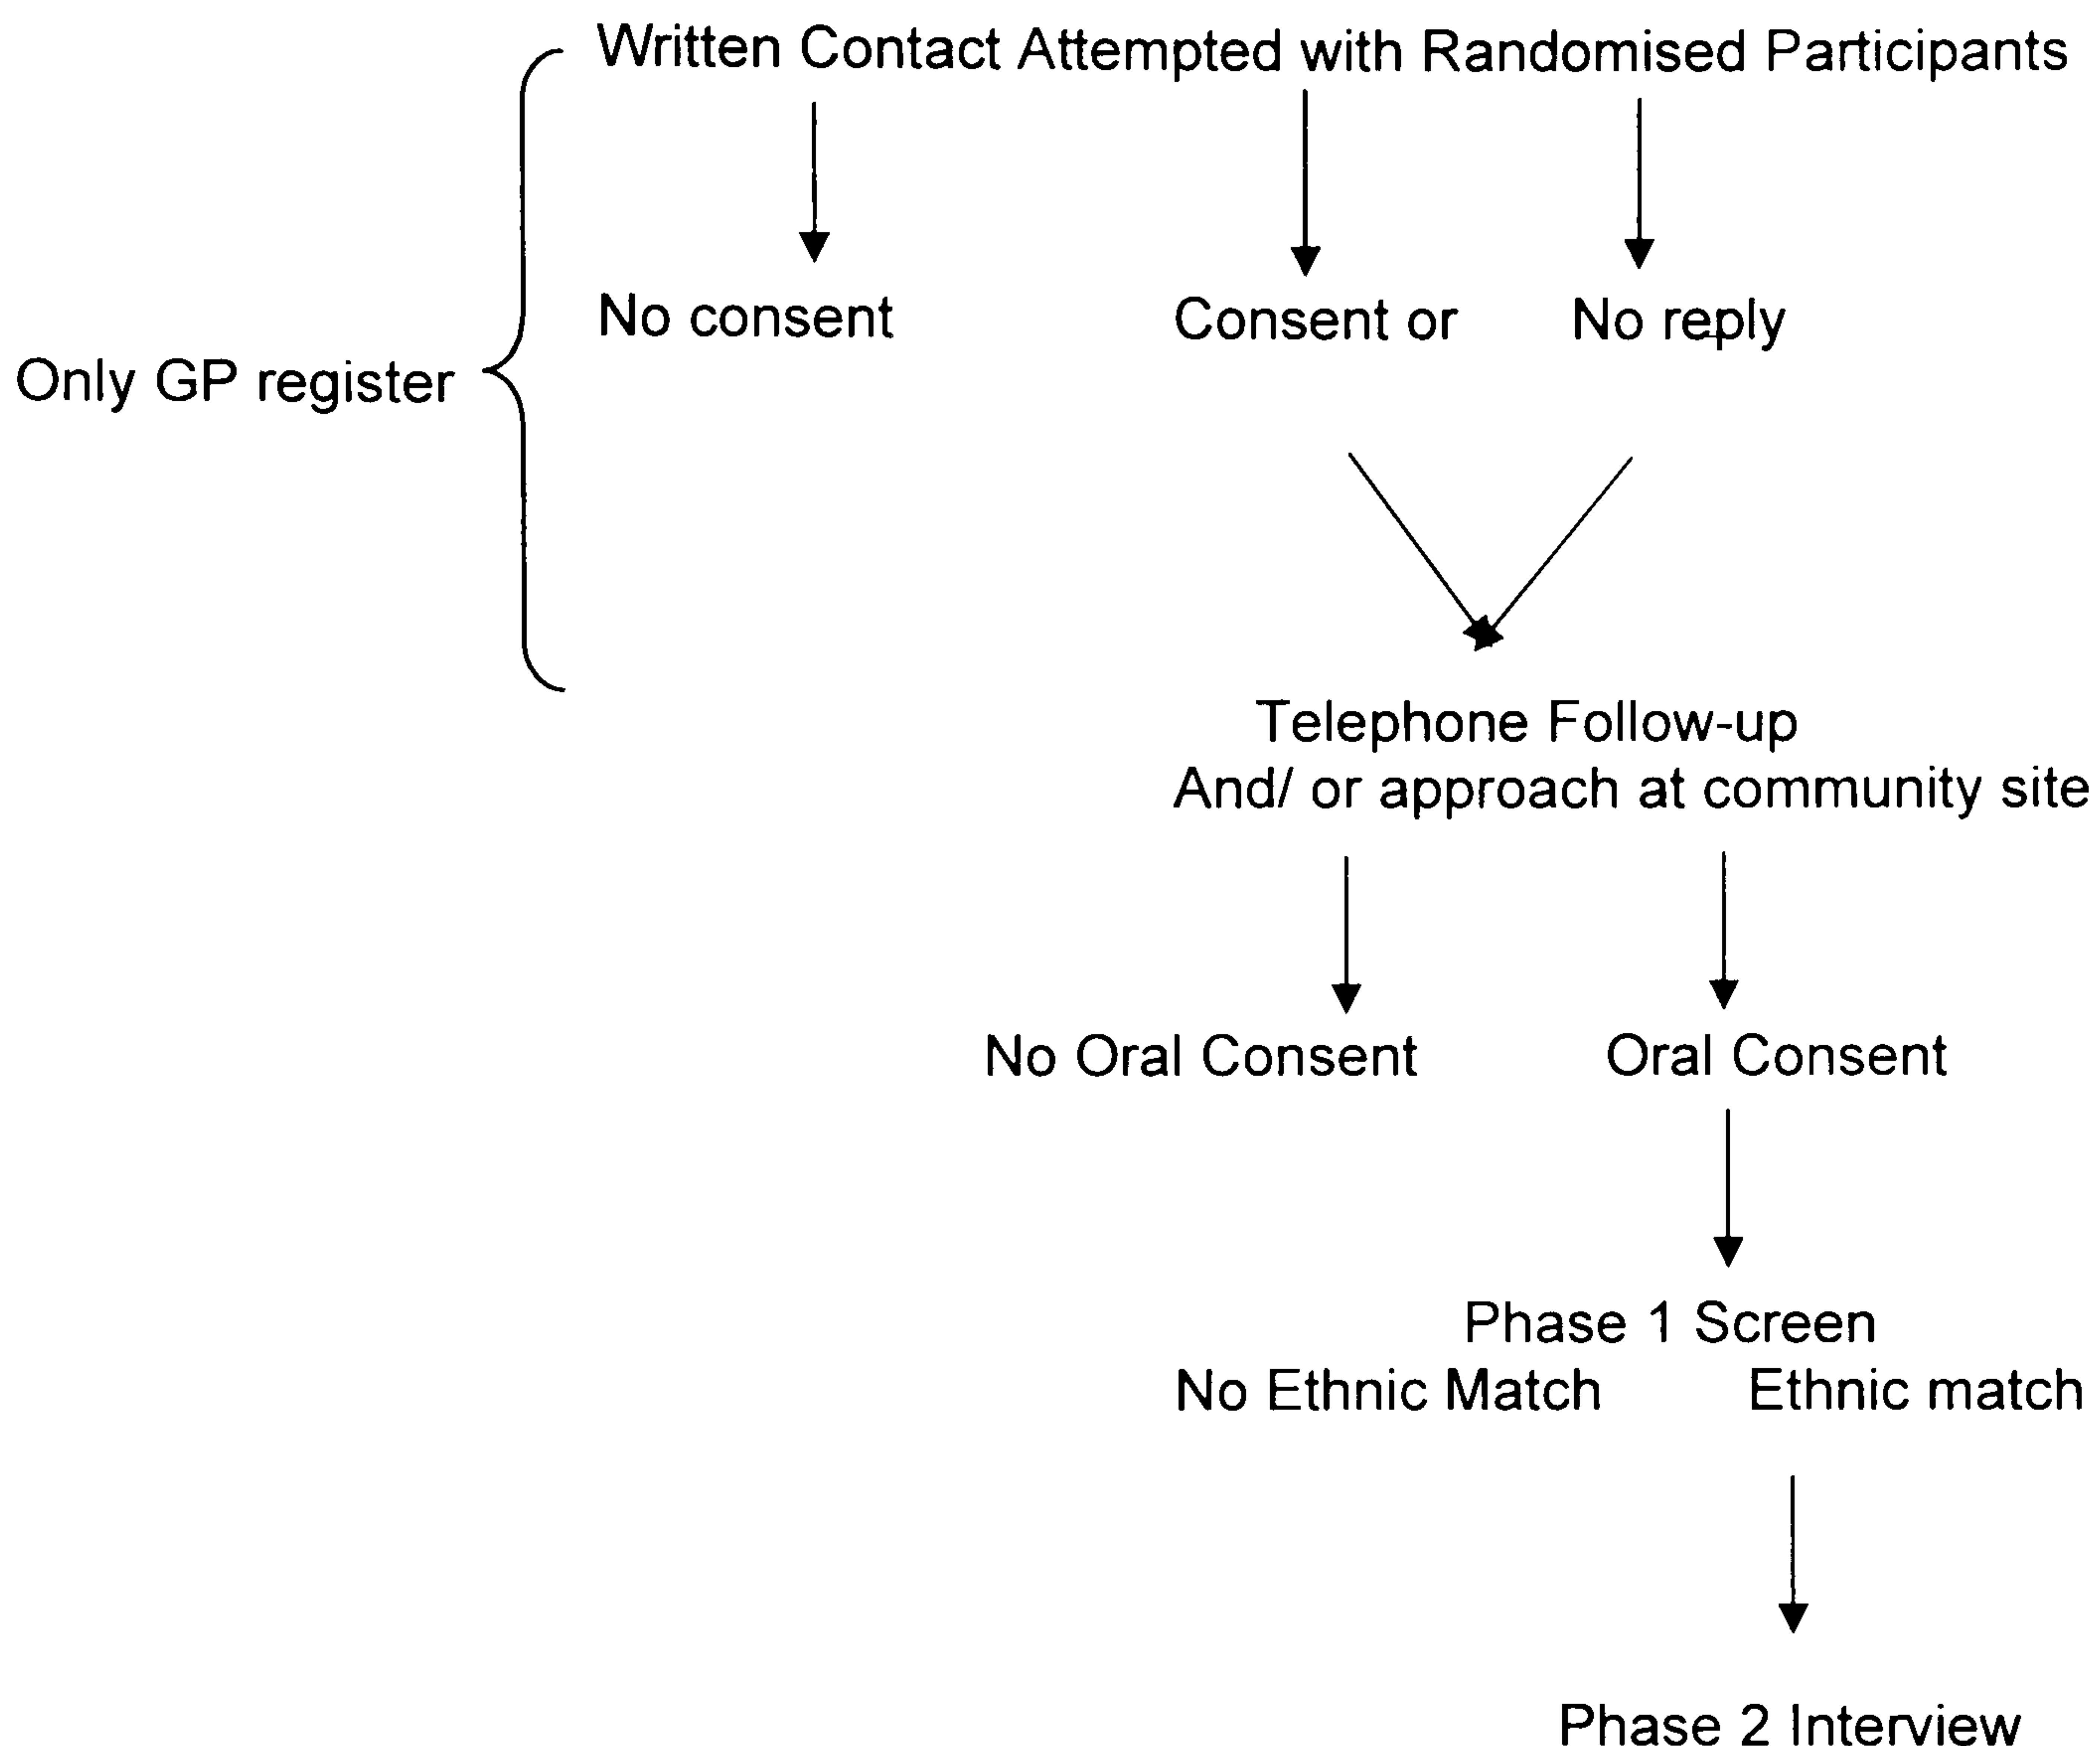 Written Contact Attempted with Randomised Participants
No consent
Consent or
No reply
Only GP register
Telephone Follow-up
And/ or approach at community site
No Oral Consent
Oral Consent
Phase 1 Screen
No Ethnic Match
Ethnic match
Phase 2 Interview